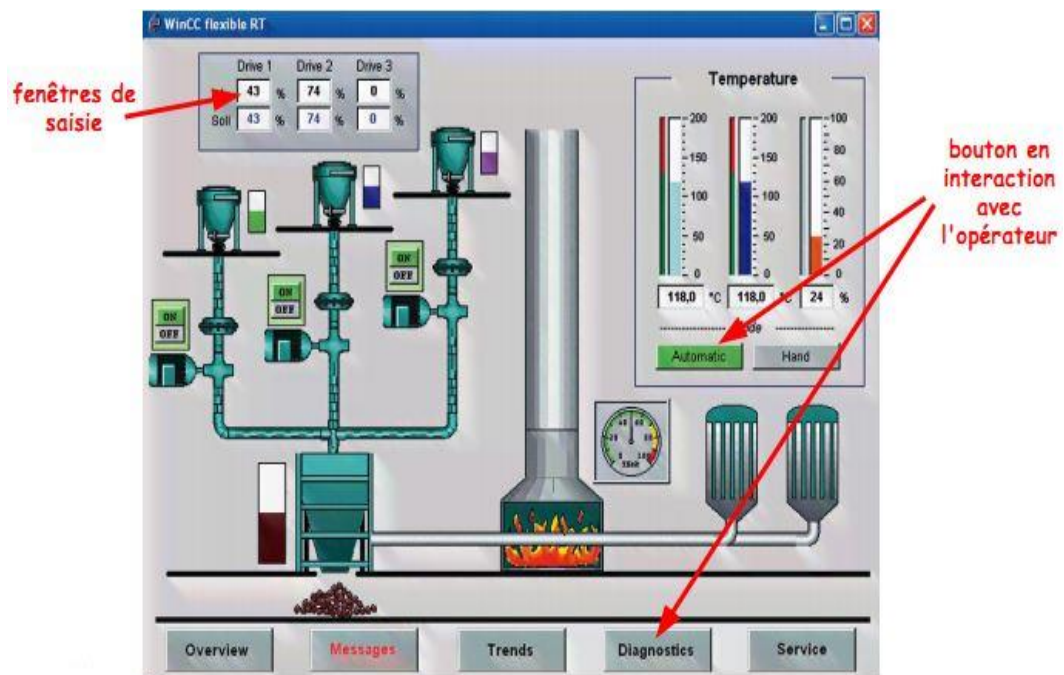 WinCC flexible RT
fenêtres de
saisie
Drive 1 Drive 2 Drive 3
43 % 74 % 0 %
Soll 43 % 74 % 0 %
Temperature
200 200 100
80
150 150
60
100 100
40
50 50
20
0 0 0
118,0 °C 118,0 °C 24 %
Automatic Hand
bouton en
interaction
avec
l'opérateur
ON
OFF
ON
OFF
ON
OFF
Overview Messages Trends Diagnostics Service